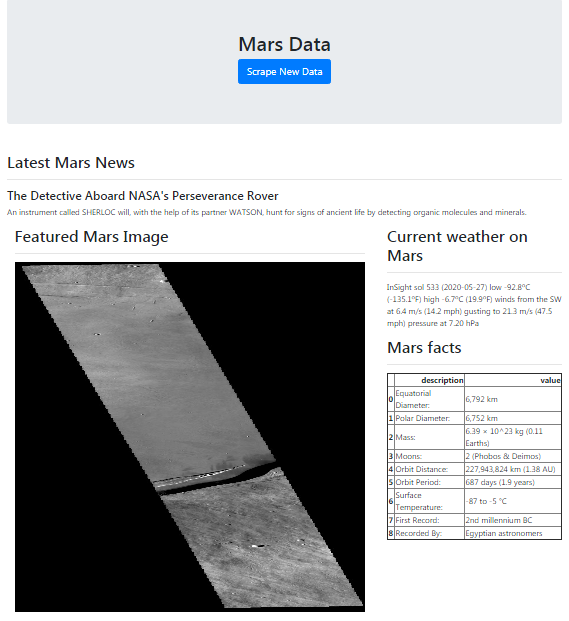 Mars Data
Scrape New Data
Latest Mars News
The Detective Aboard NASA's Perseverance Rover
An instrument called SHERLOC will, with the help of its partner WATSON, hunt for signs of ancient life by detecting organic molecules and minerals.
Featured Mars Image
Current weather on
Mars
InSight sol 533 (2020-05-27) low -92.8ºC
(-135.1ºF) high -6.7ºC (19.9ºF) winds from the SW
at 6.4 m/s (14.2 mph) gusting to 21.3 m/s (47.5
mph) pressure at 7.20 hPa
Mars facts
description value
0 Equatorial Diameter: 6,792 km
1 Polar Diameter: 6,752 km
2 Mass: 6.39 × 10^23 kg (0.11 Earths)
3 Moons: 2 (Phobos & Deimos)
4 Orbit Distance: 227,943,824 km (1.38 AU)
5 Orbit Period: 687 days (1.9 years)
6 Surface Temperature: -87 to -5 °C
7 First Record: 2nd millennium BC
8 Recorded By: Egyptian astronomers